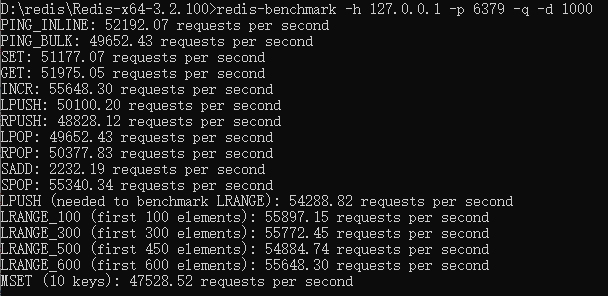 D:\redis\Redis-x64-3.2.100>redis-benchmark -h 127.0.0.1 -p 6379 -q -d 1000
PING_INLINE: 52192.07 requests per second
PING_BULK: 49652.43 requests per second
SET: 51177.07 requests per second
GET: 51975.05 requests per second
INCR: 55648.30 requests per second
LPUSH: 50100.20 requests per second
RPUSH: 48828.12 requests per second
LPOP: 49652.43 requests per second
RPOP: 50377.83 requests per second
SADD: 2232.19 requests per second
SPOP: 55340.34 requests per second
LPUSH (needed to benchmark LRANGE): 54288.82 requests per second
LRANGE_100 (first 100 elements): 55897.15 requests per second
LRANGE_300 (first 300 elements): 55772.45 requests per second
LRANGE_500 (first 450 elements): 54884.74 requests per second
LRANGE_600 (first 600 elements): 55648.30 requests per second
MSET (10 keys): 47528.52 requests per second